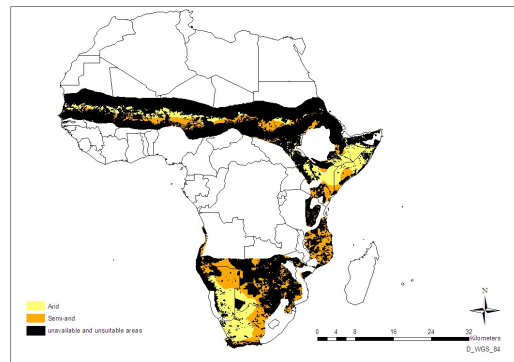 N
Arid
Semi-arid
unavailable and unsuitable areas
0 4 8 16 24 32
Kilometers
D_WGS_84